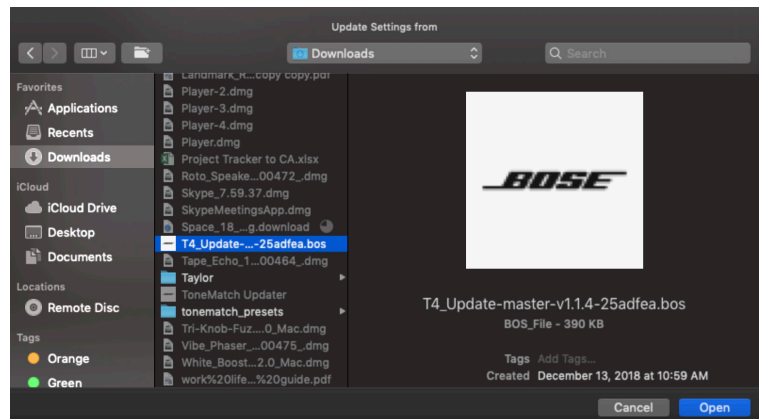 Update Settings from
Downloads
Search
Favorites
Applications
Recents
Downloads
iCloud
iCloud Drive
Desktop
Documents
Locations
Remote Disc
Tags
Orange
Green
Landmark_R...copy copy.pdf
Player-2.dmg
Player-3.dmg
Player-4.dmg
Player.dmg
Project Tracker to CA.xlsx
Roto_Speake...00472_.dmg
Skype_7.59.37.dmg
SkypeMeetingsApp.dmg
Space_18_...g.download
T4_Update-...-25adfea.bos
Tape_Echo_1...00464_.dmg
Taylor
ToneMatch Updater
tonematch_presets
Tri-Knob-Fuz....0_Mac.dmg
Vibe_Phaser_...00475_.dmg
White_Boost...2.0_Mac.dmg
work%20life...%20guide.pdf
BOSE
T4_Update-master-v1.1.4-25adfea.bos
BOS_File - 390 KB
Tags Add Tags...
Created December 13, 2018 at 10:59 AM
Cancel
Open